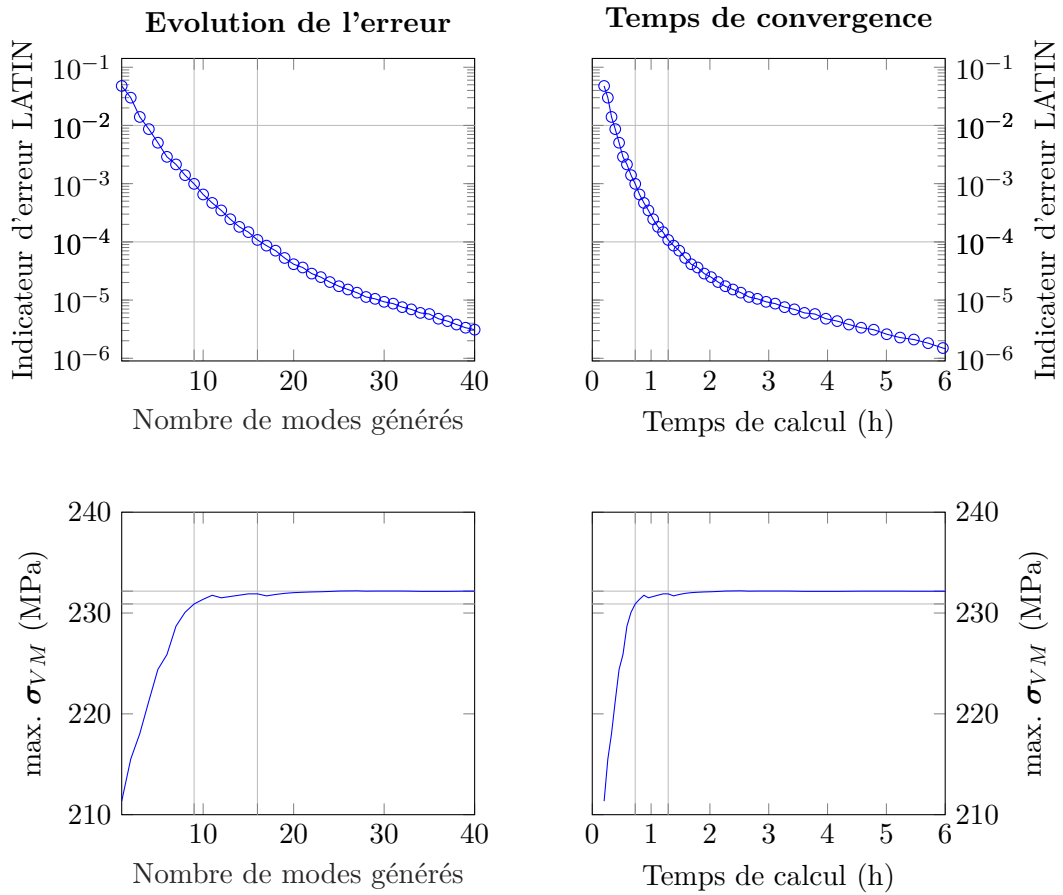 Evolution de l'erreur
Temps de convergence
Indicateur d'erreur LATIN
10⁻¹
10⁻²
10⁻³
10⁻⁴
10⁻⁵
10⁻⁶
10 20 30 40
Nombre de modes générés
10⁻¹
10⁻²
10⁻³
10⁻⁴
10⁻⁵
10⁻⁶
Indicateur d'erreur LATIN
0 1 2 3 4 5 6
Temps de calcul (h)
max. σ_VM (MPa)
240
230
220
210
10 20 30 40
Nombre de modes générés
240
230
220
210
max. σ_VM (MPa)
0 1 2 3 4 5 6
Temps de calcul (h)